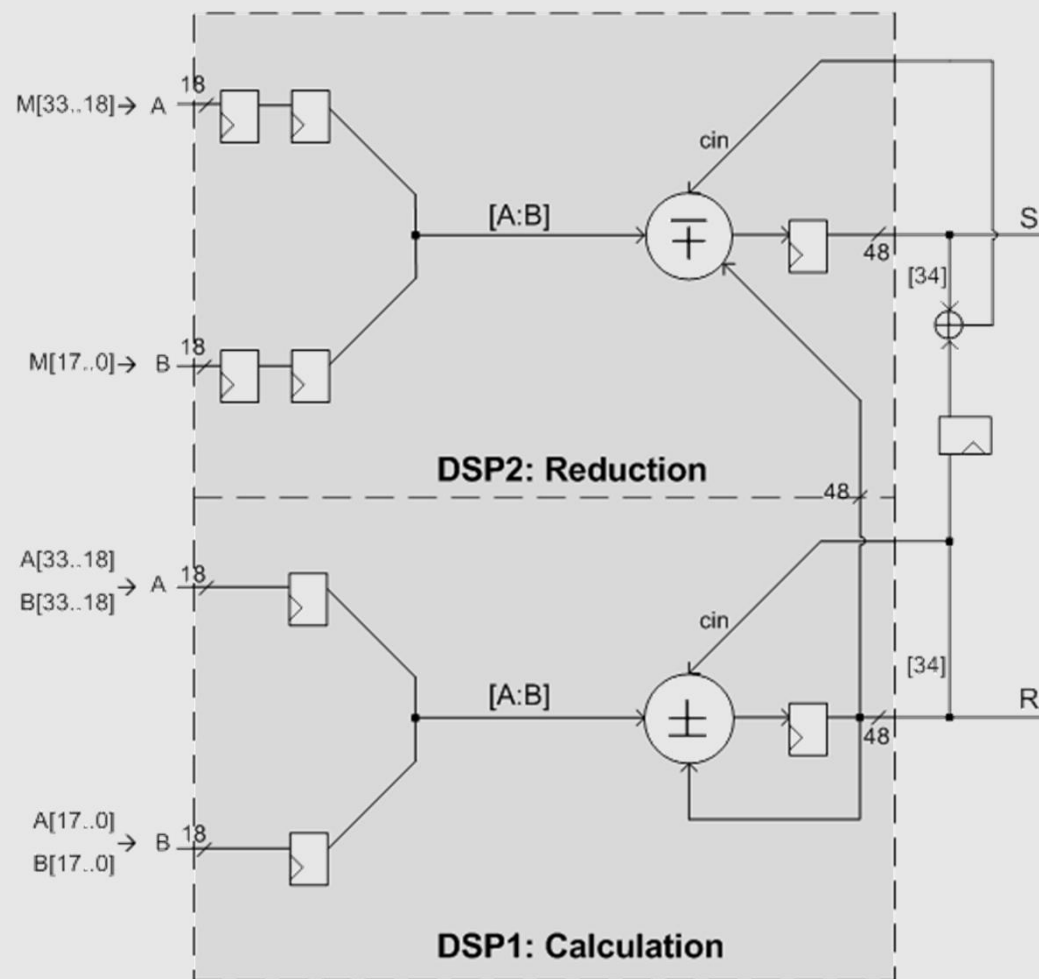 18
M[33..18]→ A
cin
[A:B]
∓
48
S
[34]
M[17..0]→ B
18
DSP2: Reduction
48
A[33..18]
B[33..18]
→ A
18
cin
[A:B]
±
[34]
48
R
A[17..0]
B[17..0]
→ B
18
DSP1: Calculation